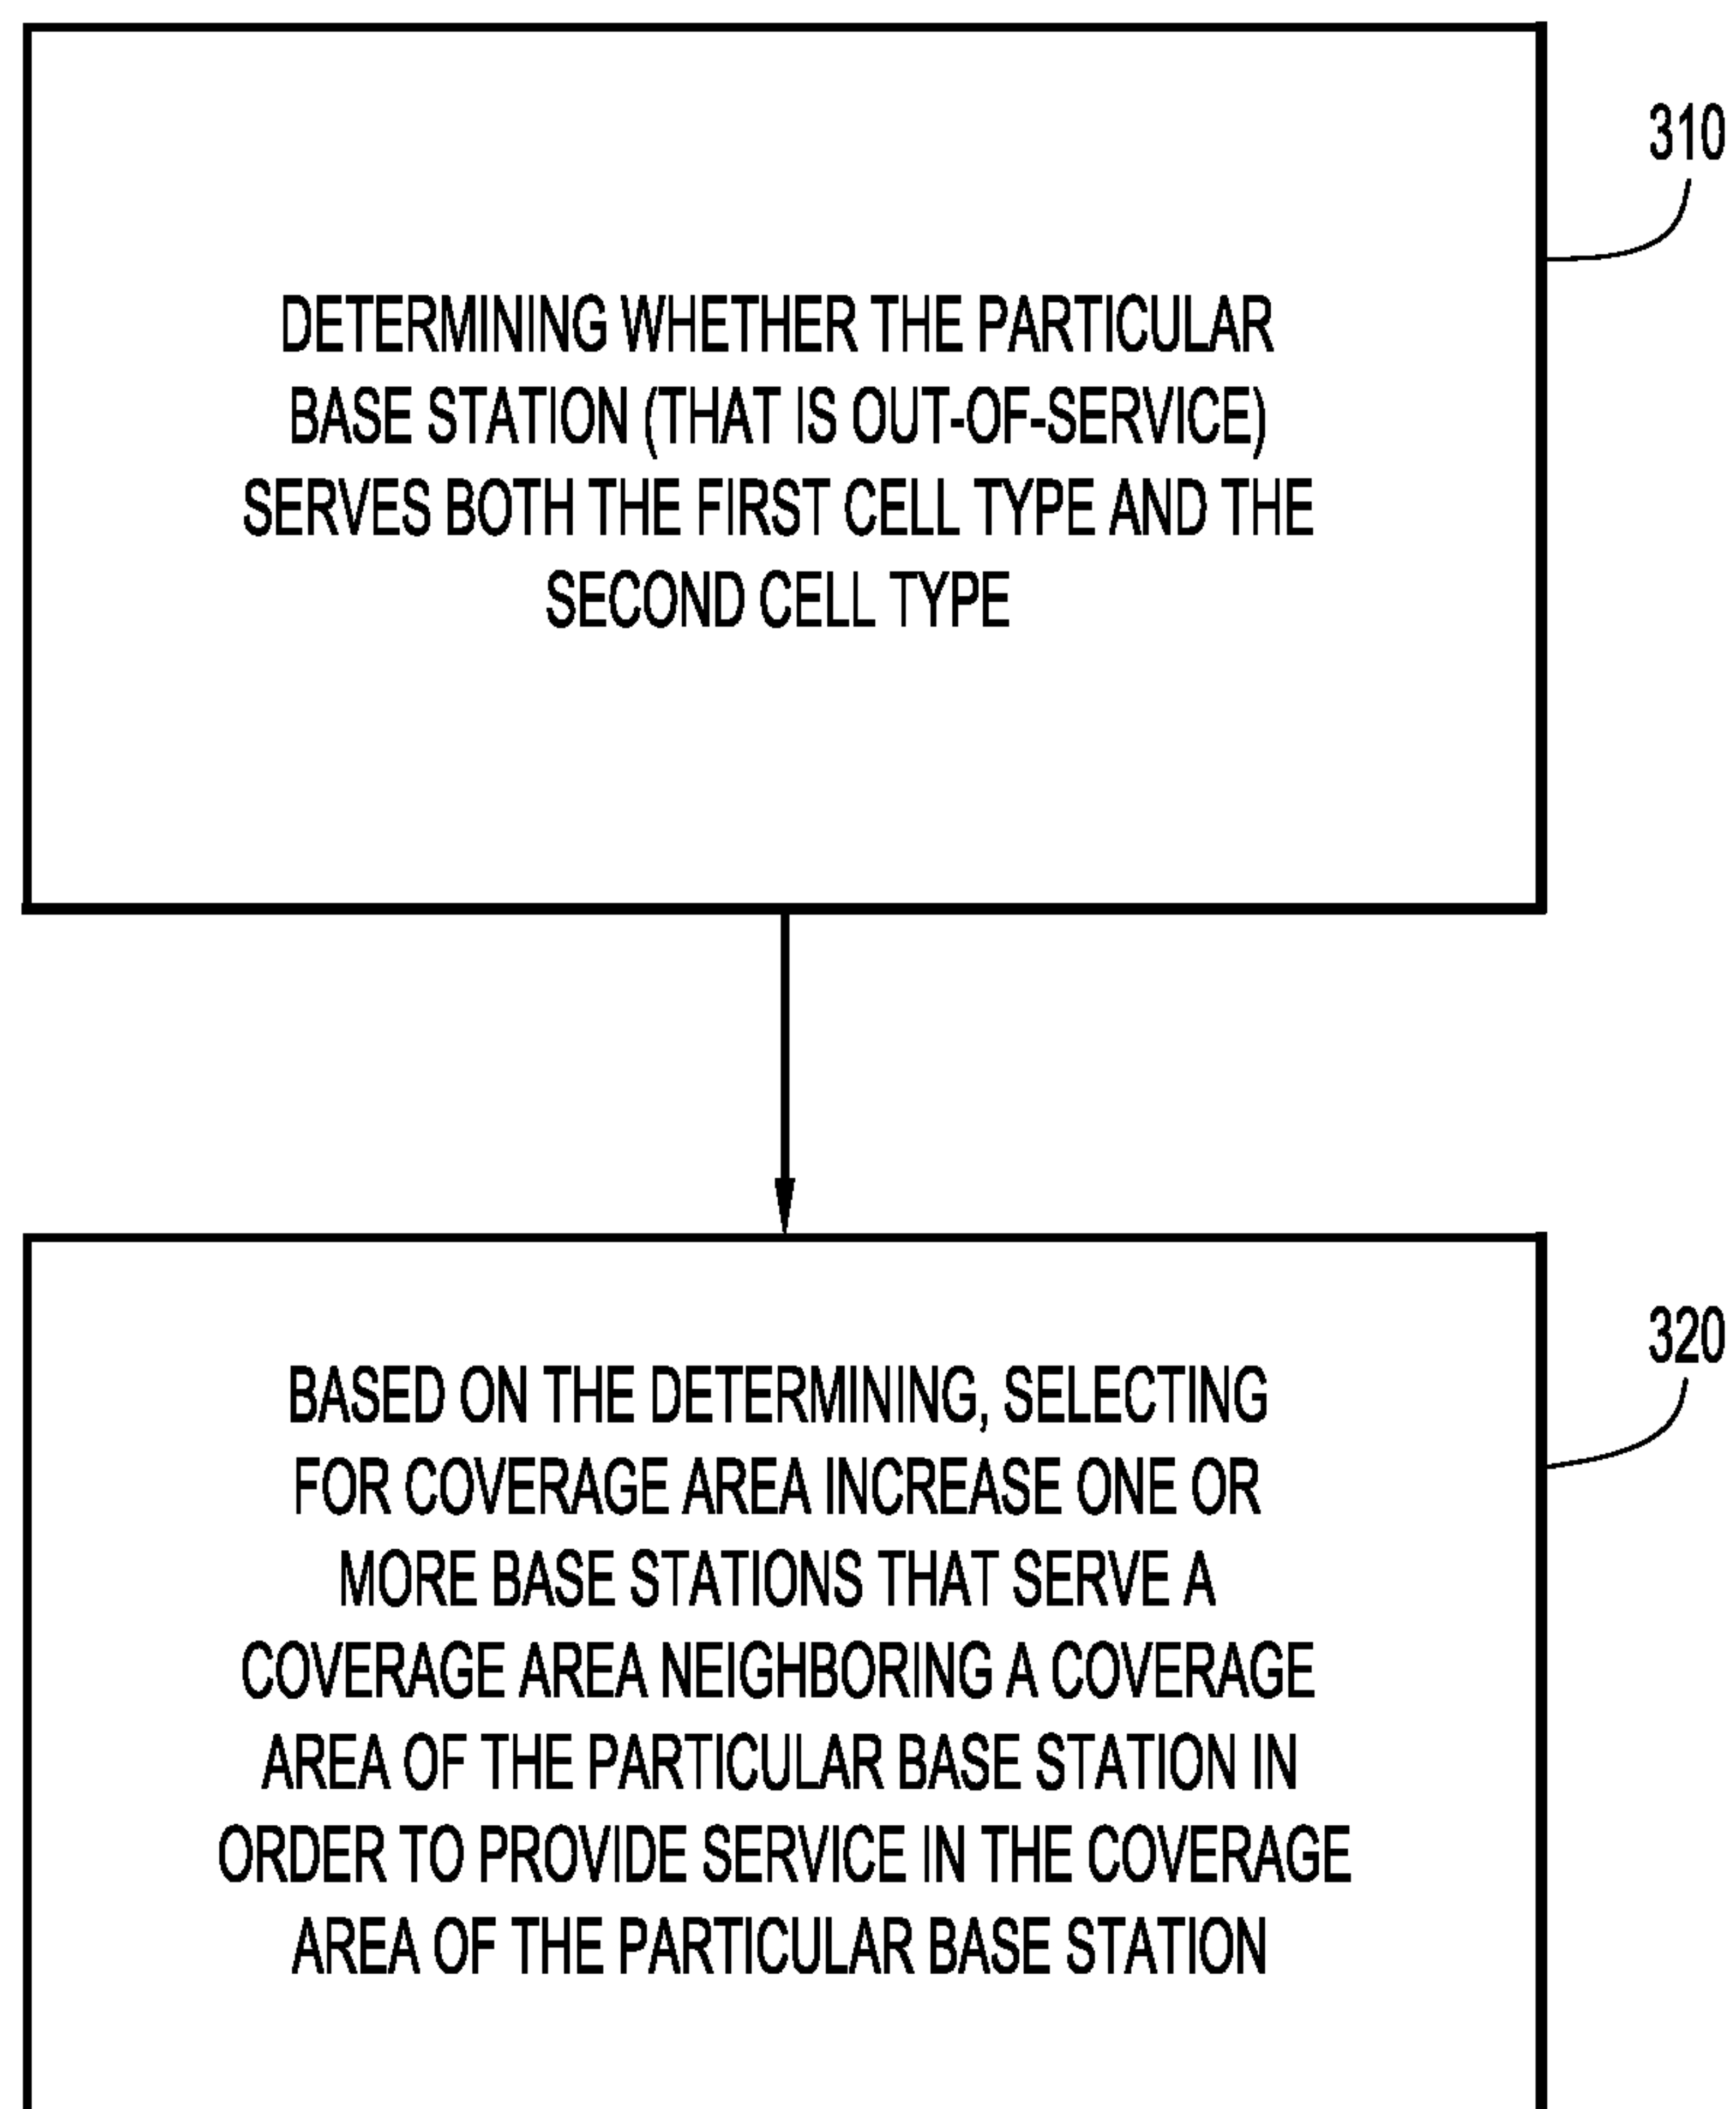 310
DETERMINING WHETHER THE PARTICULAR
BASE STATION (THAT IS OUT-OF-SERVICE)
SERVES BOTH THE FIRST CELL TYPE AND THE
SECOND CELL TYPE
320
BASED ON THE DETERMINING, SELECTING
FOR COVERAGE AREA INCREASE ONE OR
MORE BASE STATIONS THAT SERVE A
COVERAGE AREA NEIGHBORING A COVERAGE
AREA OF THE PARTICULAR BASE STATION IN
ORDER TO PROVIDE SERVICE IN THE COVERAGE
AREA OF THE PARTICULAR BASE STATION